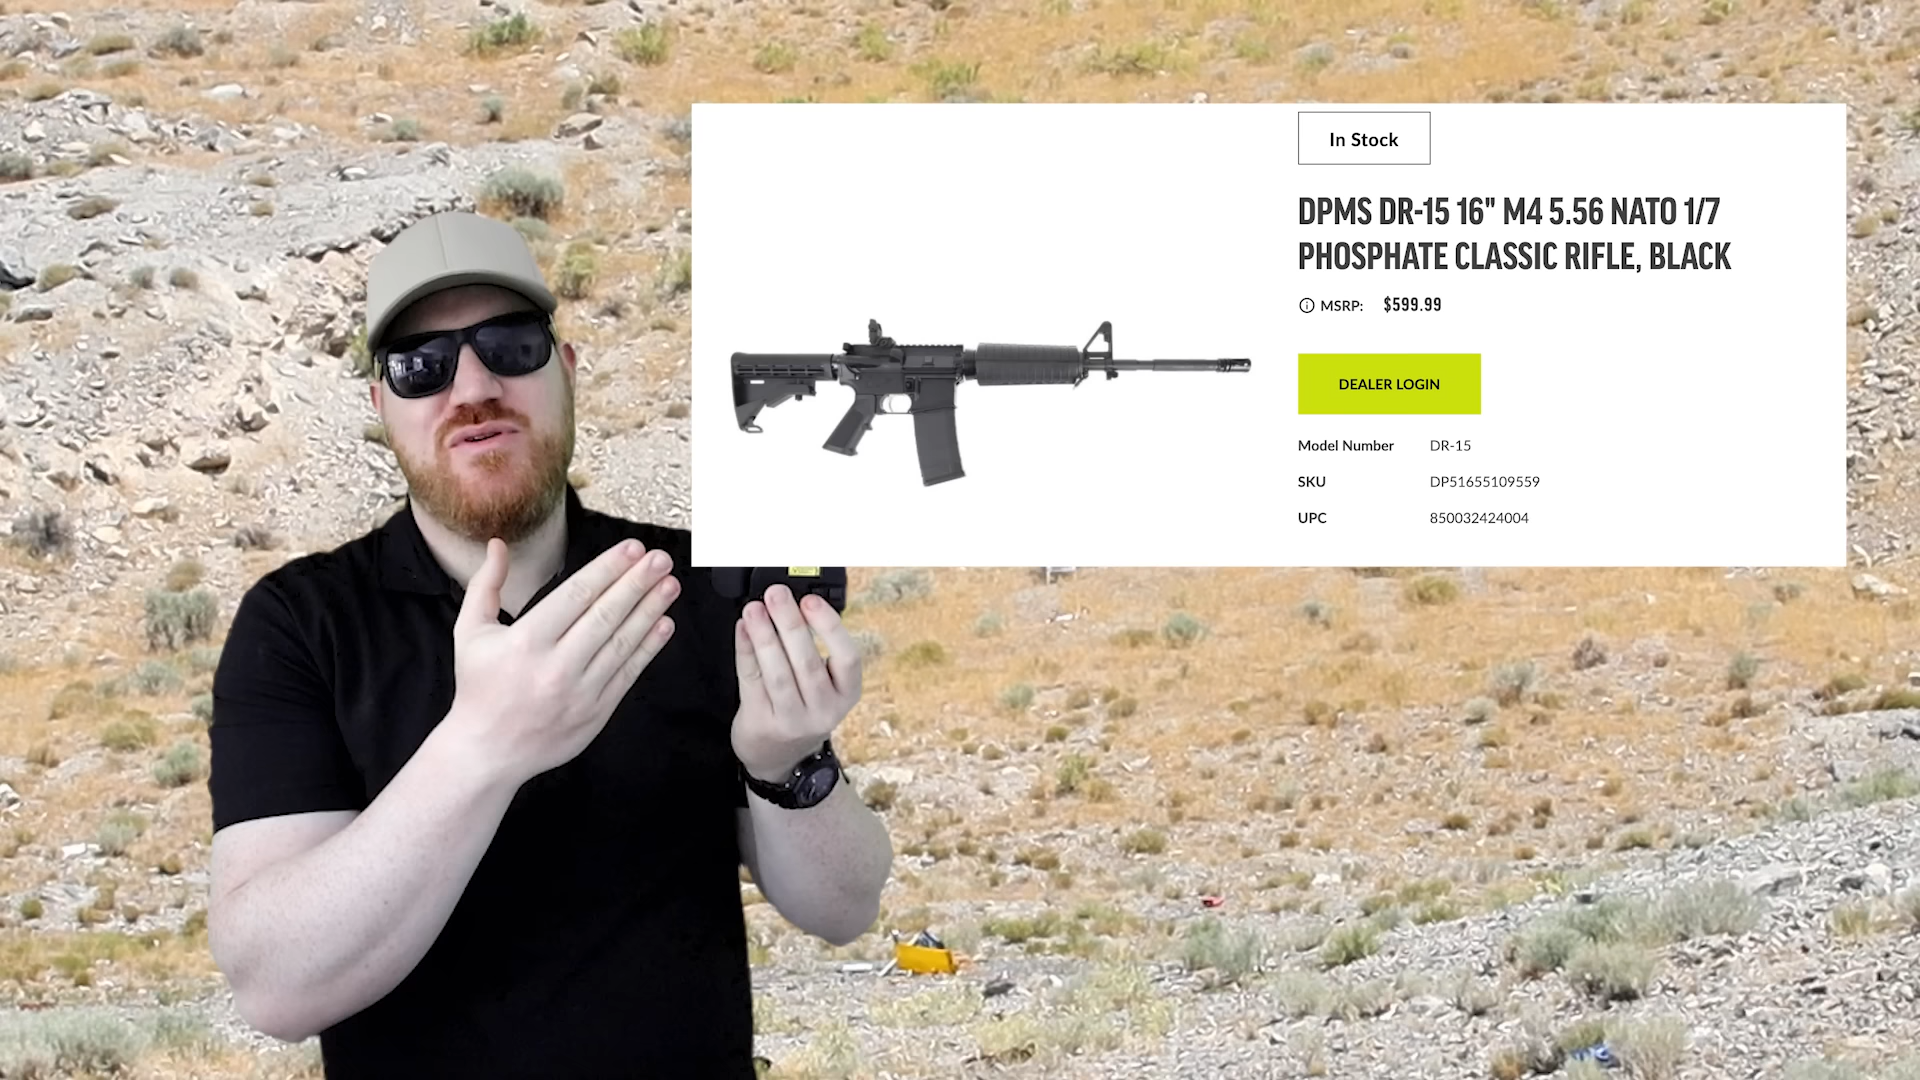 In Stock
DPMS DR-15 16" M4 5.56 NATO 1/7
PHOSPHATE CLASSIC RIFLE, BLACK
MSRP: $599.99
DEALER LOGIN
Model Number DR-15
SKU DP51655109559
UPC 850032424004